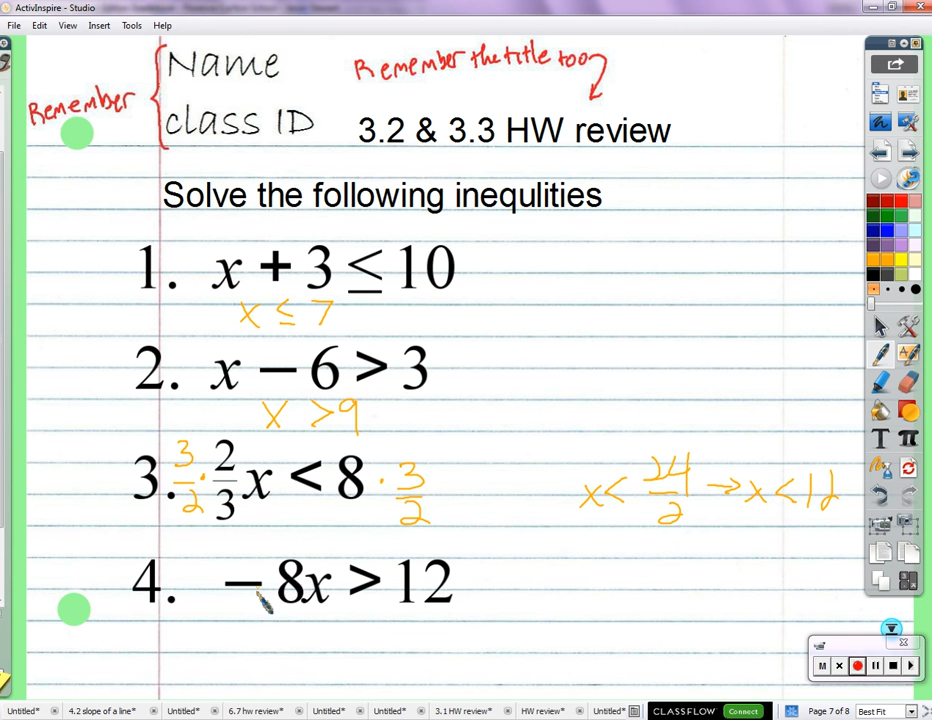 ActivInspire - Studio
File Edit View Insert Tools Help
Name
Remember the title too
Remember
class ID
3.2 & 3.3 HW review
Solve the following inequlities
1. x + 3 ≤ 10
x ≤ 7
2. x − 6 > 3
x > 9
3. 3/2 · 2/3 x < 8 · 3/2 x < 24/2 → x < 12
4. − 8x > 12
M
Untitled* 4.2 slope of a line* Untitled* 6.7 hw review* Untitled* Untitled* 3.1 HW review* HW review* Untitled* CLASSFLOW Connect Page 7 of 8 Best Fit